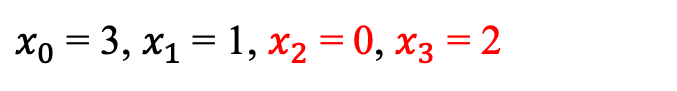 x₀ = 3, x₁ = 1, x₂ = 0, x₃ = 2